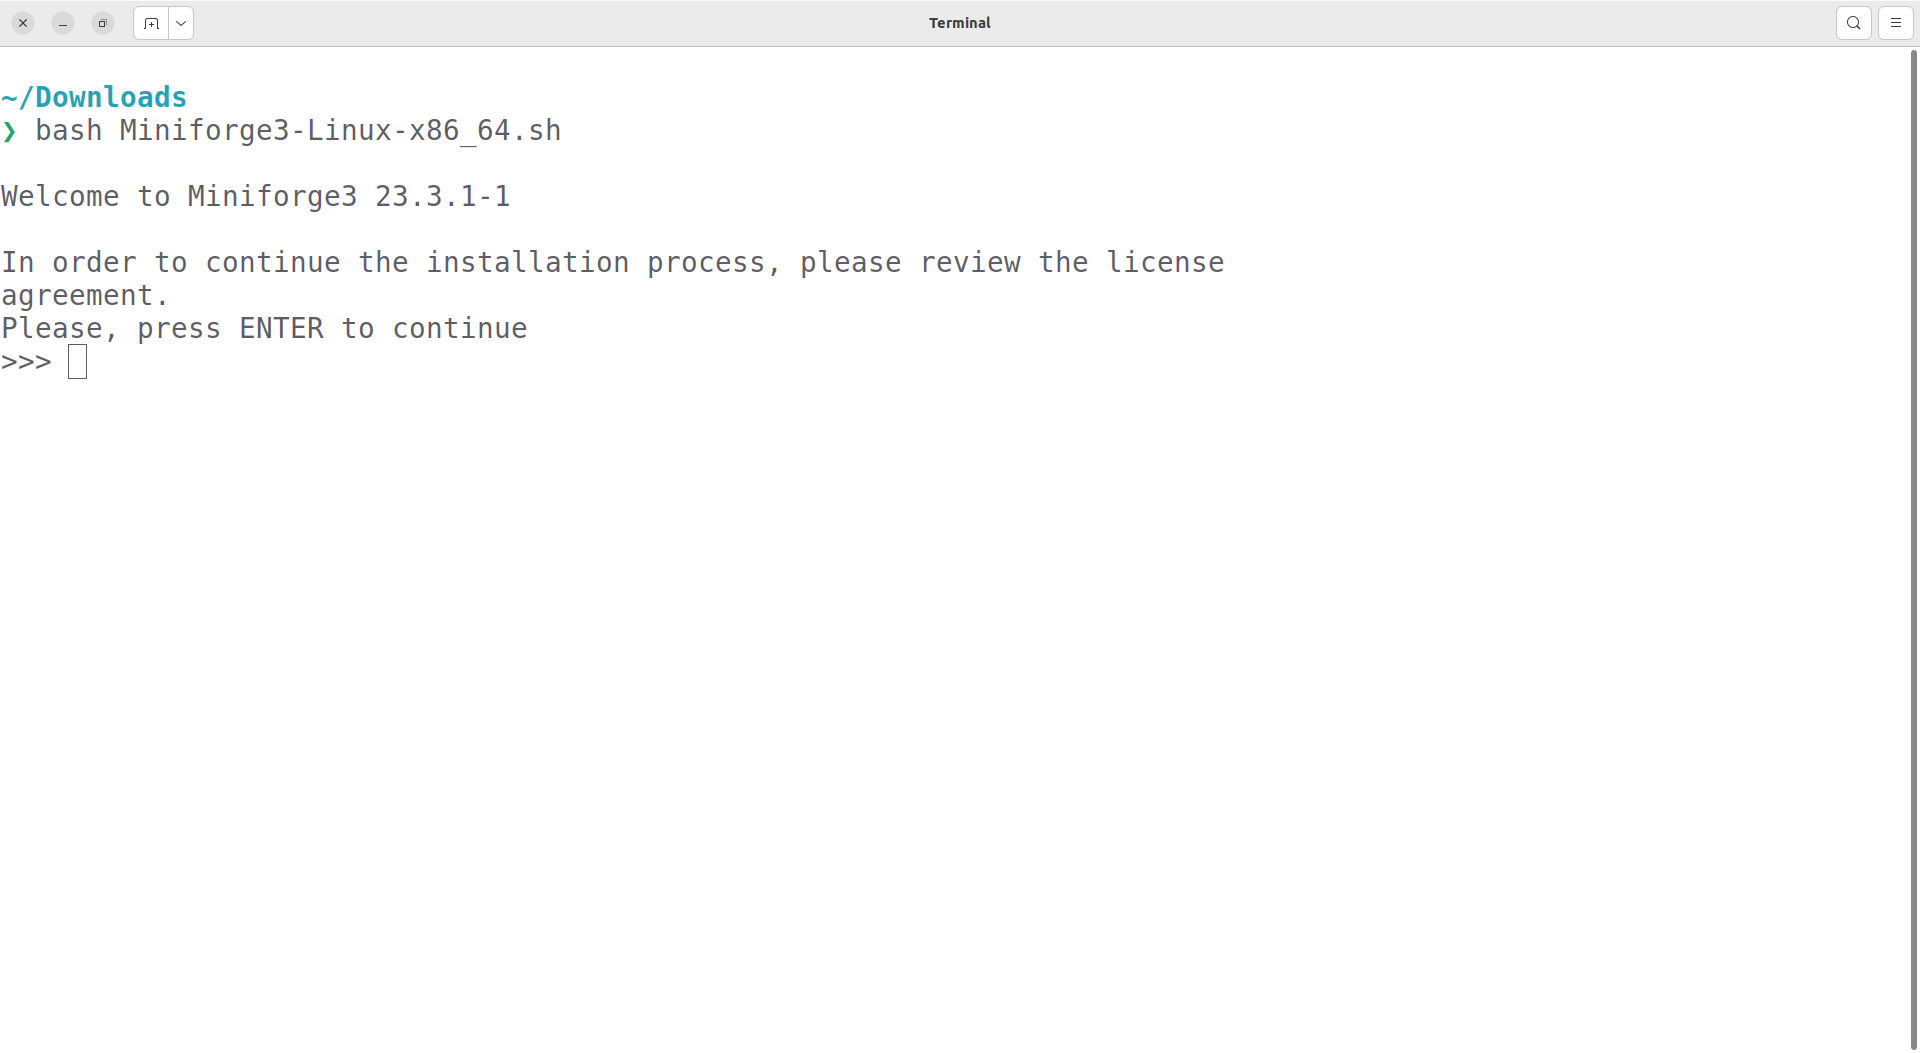 Terminal
~/Downloads
❯ bash Miniforge3-Linux-x86_64.sh
Welcome to Miniforge3 23.3.1-1
In order to continue the installation process, please review the license
agreement.
Please, press ENTER to continue
>>>